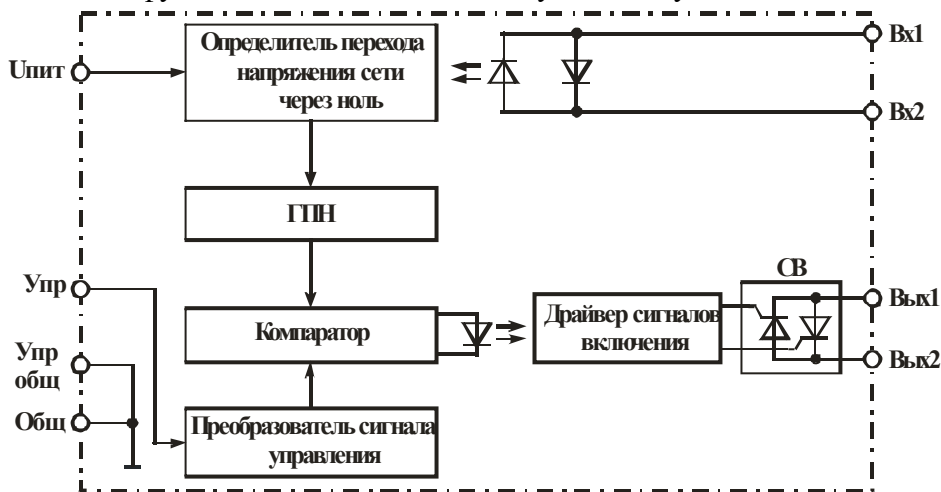 Определитель перехода
напряжения сети
через ноль
Uпит
Вх1
Вх2
ГПН
Упр
Компаратор
Драйвер сигналов
включения
СВ
Вых1
Вых2
Упр
общ
Общ
Преобразователь сигнала
управления